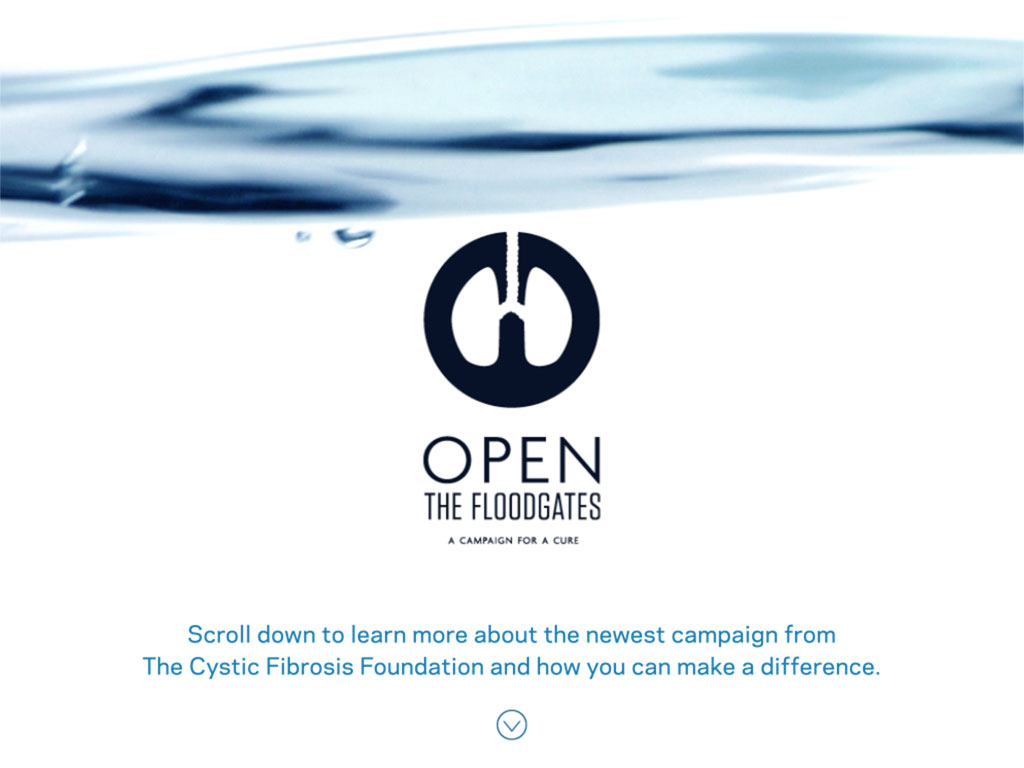 OPEN
THE FLOODGATES
A CAMPAIGN FOR A CURE
Scroll down to learn more about the newest campaign from
The Cystic Fibrosis Foundation and how you can make a difference.